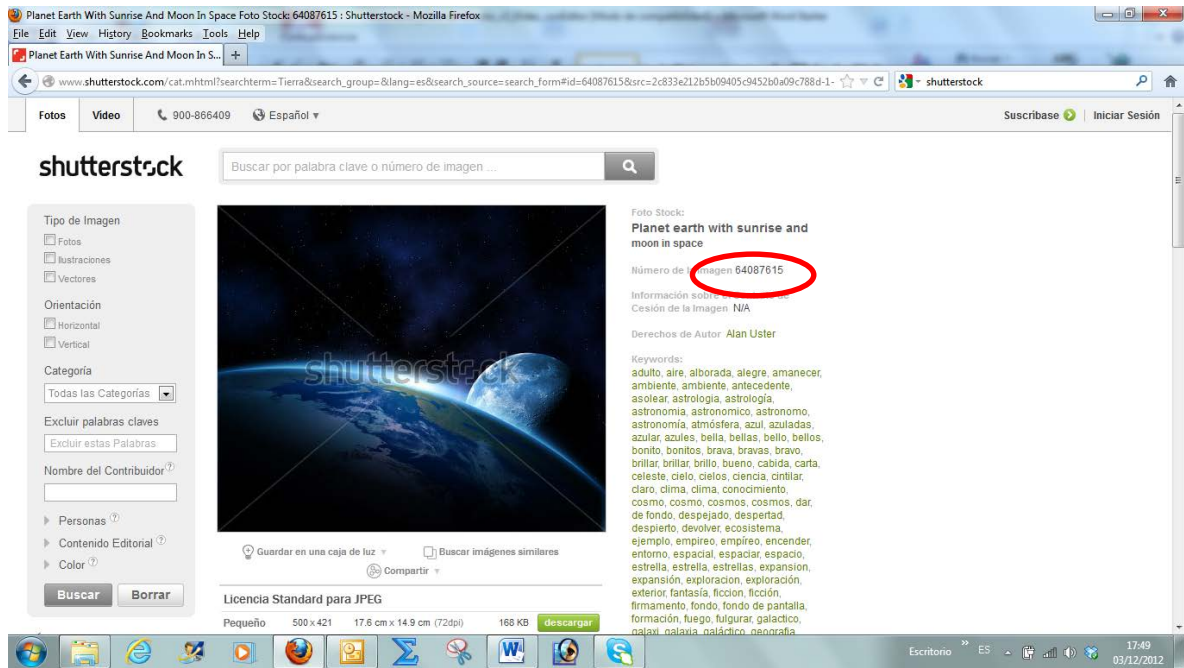 Planet Earth With Sunrise And Moon In Space Foto Stock: 64087615 : Shutterstock - Mozilla Firefox
File Edit View History Bookmarks Tools Help
Planet Earth With Sunrise And Moon In S... +
www.shutterstock.com/cat.mhtml?searchterm=Tierra&search_group=&lang=es&search_source=search_form#id=64087615&src=2c833e212b5b09405c9452b0a09c788d-1- shutterstock
Fotos Vídeo 900-866409 Español Suscríbase Iniciar Sesión
shutterstock
Buscar por palabra clave o número de imagen ...
Tipo de Imagen
Fotos
Ilustraciones
Vectores
Orientación
Horizontal
Vertical
Categoría
Todas las Categorías
Excluir palabras claves
Excluir estas Palabras
Nombre del Contribuidor ?
Personas ?
Contenido Editorial ?
Color ?
Buscar Borrar
shutterstock
Guardar en una caja de luz Buscar imágenes similares
Compartir
Licencia Standard para JPEG
Pequeño 500 x 421 17.6 cm x 14.9 cm (72dpi) 168 KB descargar
Foto Stock:
Planet earth with sunrise and
moon in space
Número de la Imagen 64087615
Información sobre de
Cesión de la Imagen N/A
Derechos de Autor Alan Uster
Keywords:
adulto, aire, alborada, alegre, amanecer,
ambiente, ambiente, antecedente,
asolear, astrologia, astrología,
astronomia, astronomico, astronomo,
astronomía, atmósfera, azul, azuladas,
azular, azules, bella, bellas, bello, bellos,
bonito, bonitos, brava, bravas, bravo,
brillar, brillar, brillo, bueno, cabida, carta,
celeste, cielo, cielos, ciencia, cintilar,
claro, clima, clima, conocimiento,
cosmo, cosmo, cosmos, cosmos, dar,
de fondo, despejado, despertad,
despierto, devolver, ecosistema,
ejemplo, empireo, empíreo, encender,
entorno, espacial, espaciar, espacio,
estrella, estrella, estrellas, expansion,
expansión, exploracion, exploración,
exterior, fantasía, ficcion, ficción,
firmamento, fondo, fondo de pantalla,
formación, fuego, fulgurar, galactico,
galaxi, galaxia, galáctico, geografia
Escritorio ES 17:49
03/12/2012